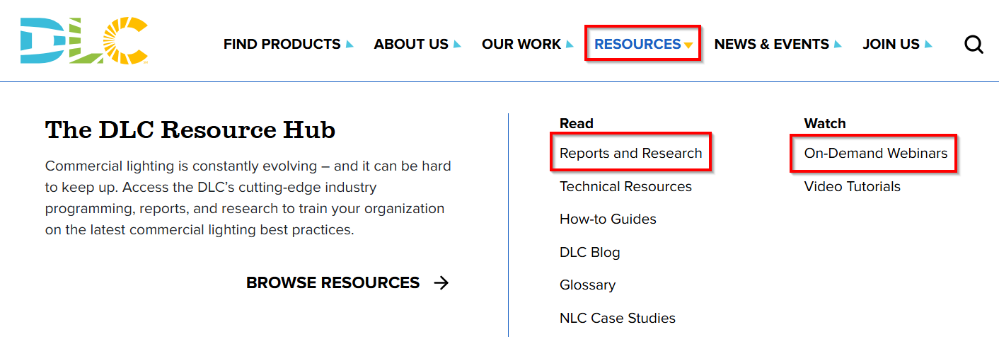 DLC
FIND PRODUCTS
ABOUT US
OUR WORK
RESOURCES
NEWS & EVENTS
JOIN US
The DLC Resource Hub
Commercial lighting is constantly evolving – and it can be hard
to keep up. Access the DLC’s cutting-edge industry
programming, reports, and research to train your organization
on the latest commercial lighting best practices.
BROWSE RESOURCES
Read
Reports and Research
Technical Resources
How-to Guides
DLC Blog
Glossary
NLC Case Studies
Watch
On-Demand Webinars
Video Tutorials